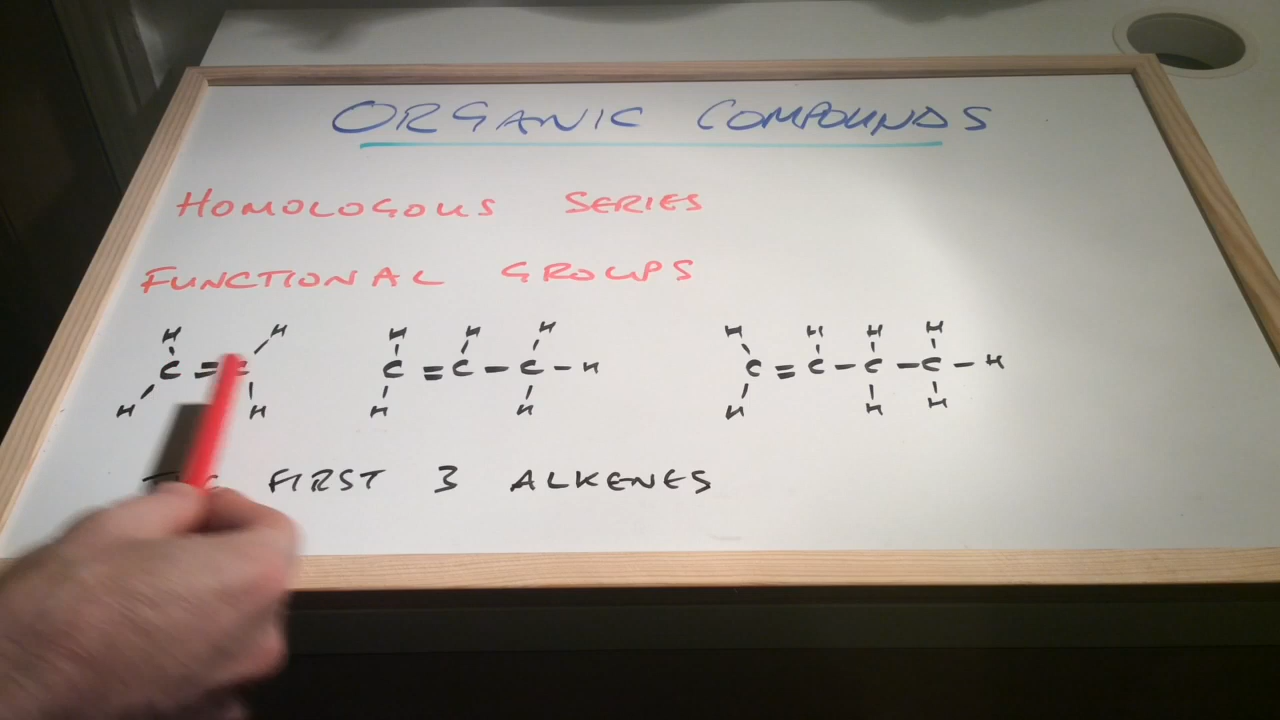 ORGANIC COMPOUNDS
HOMOLOGOUS SERIES
FUNCTIONAL GROUPS
H H H H H H H H H
C = C C = C - C - H C = C - C - C - H
H H H H H H H
FIRST 3 ALKENES